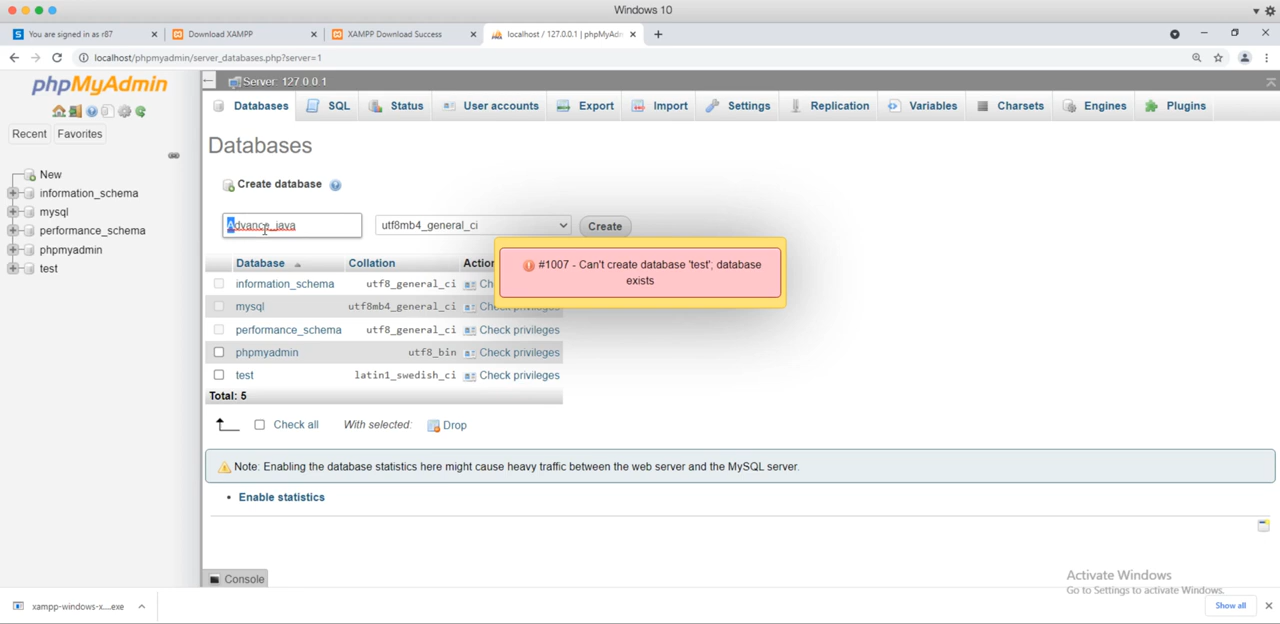 Windows 10
You are signed in as r87
Download XAMPP
XAMPP Download Success
localhost / 127.0.0.1 | phpMyAdm
localhost/phpmyadmin/server_databases.php?server=1
phpMyAdmin
Server: 127.0.0.1
Databases SQL Status User accounts Export Import Settings Replication Variables Charsets Engines Plugins
Recent Favorites
New
information_schema
mysql
performance_schema
phpmyadmin
test
Databases
Create database
Advance_java utf8mb4_general_ci Create
#1007 - Can't create database 'test'; database
exists
Database Collation Action
information_schema utf8_general_ci
mysql utf8mb4_general_ci Check privileges
performance_schema utf8_general_ci Check privileges
phpmyadmin utf8_bin Check privileges
test latin1_swedish_ci Check privileges
Total: 5
Check all With selected: Drop
Note: Enabling the database statistics here might cause heavy traffic between the web server and the MySQL server.
• Enable statistics
Console
Activate Windows
Go to Settings to activate Windows.
xampp-windows-x....exe
Show all